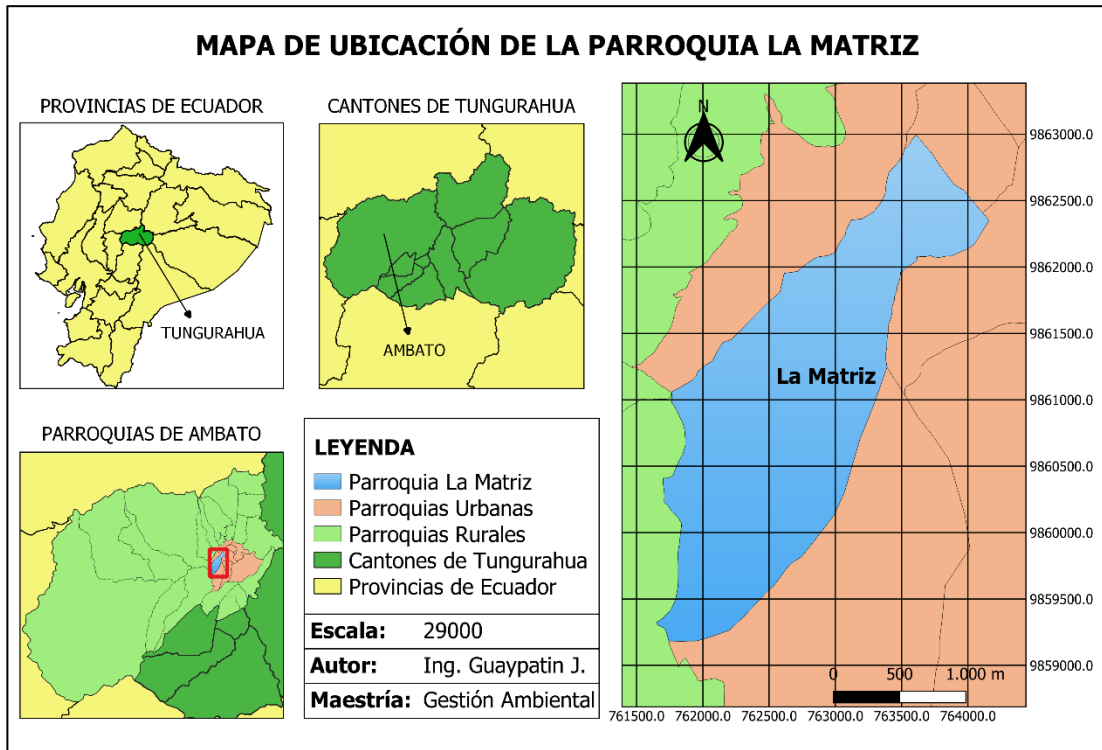 MAPA DE UBICACIÓN DE LA PARROQUIA LA MATRIZ
PROVINCIAS DE ECUADOR
TUNGURAHUA
CANTONES DE TUNGURAHUA
AMBATO
PARROQUIAS DE AMBATO
LEYENDA
Parroquia La Matriz
Parroquias Urbanas
Parroquias Rurales
Cantones de Tungurahua
Provincias de Ecuador
Escala: 29000
Autor: Ing. Guaypatin J.
Maestría: Gestión Ambiental
N
La Matriz
9863000.0
9862500.0
9862000.0
9861500.0
9861000.0
9860500.0
9860000.0
9859500.0
9859000.0
0 500 1.000 m
761500.0 762000.0 762500.0 763000.0 763500.0 764000.0